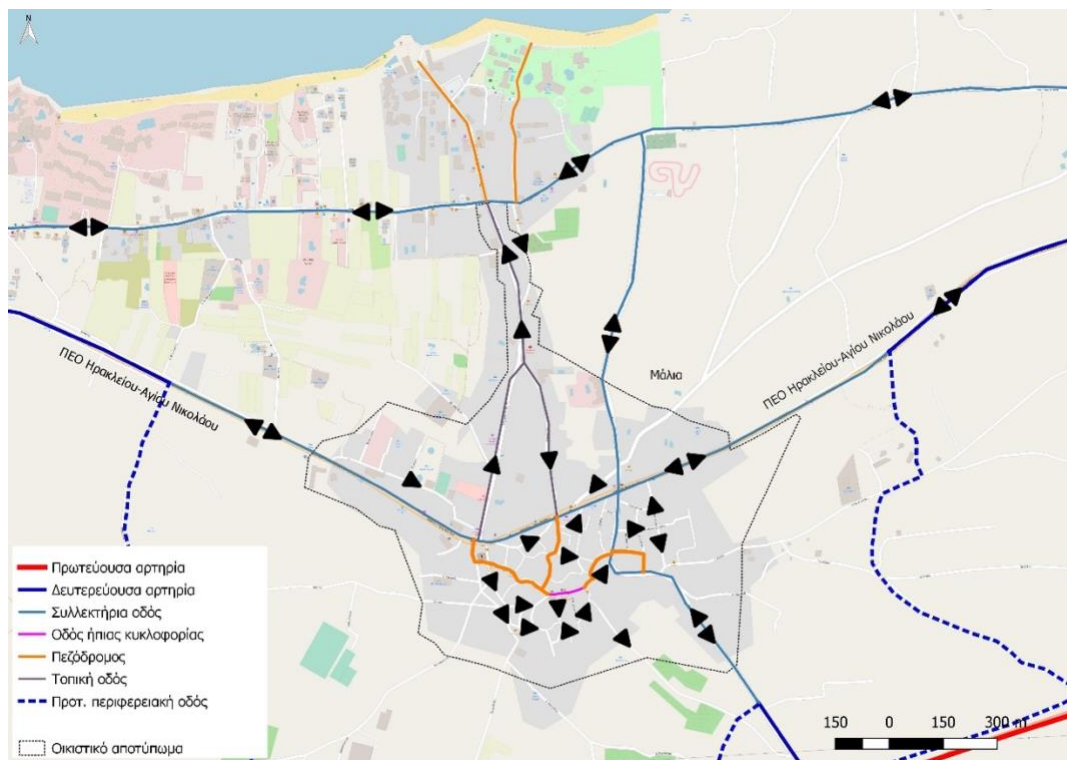 N
Μάλια
ΠΕΟ Ηρακλείου-Αγίου Νικολάου
ΠΕΟ Ηρακλείου-Αγίου Νικολάου
Πρωτεύουσα αρτηρία
Δευτερεύουσα αρτηρία
Συλλεκτήρια οδός
Οδός ήπιας κυκλοφορίας
Πεζόδρομος
Τοπική οδός
Προτ. περιφερειακή οδός
Οικιστικό αποτύπωμα
150 0 150 300 m